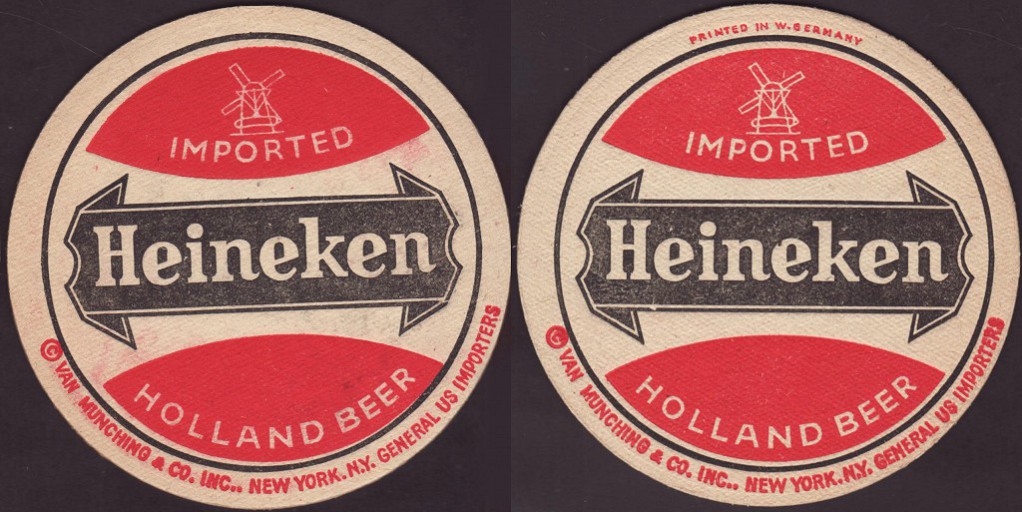 IMPORTED
Heineken
HOLLAND BEER
© VAN MUNCHING & CO. INC.. NEW YORK. N.Y. GENERAL US IMPORTERS
PRINTED IN W. GERMANY
IMPORTED
Heineken
HOLLAND BEER
© VAN MUNCHING & CO. INC.. NEW YORK. N.Y. GENERAL US IMPORTERS